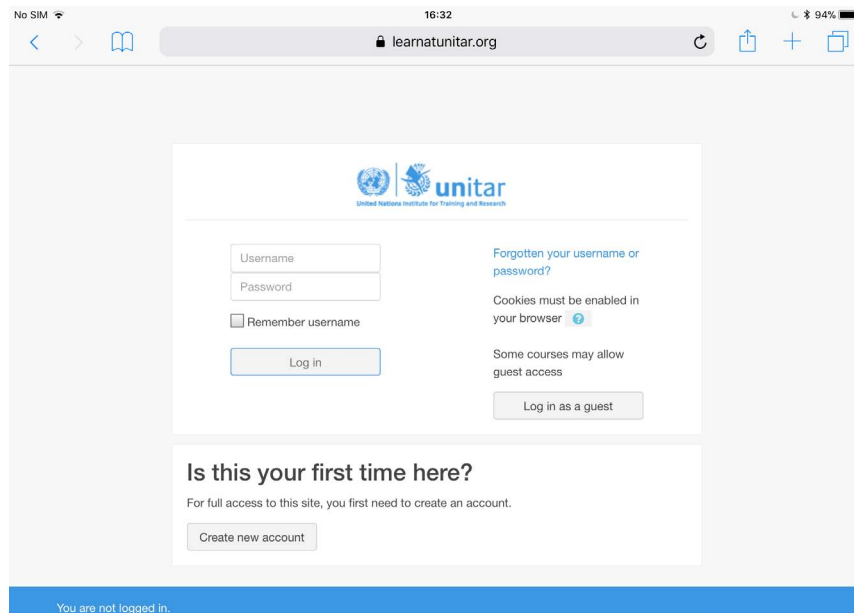 No SIM 16:32 94%
learnatunitar.org
unitar
United Nations Institute for Training and Research
Username
Password
Remember username
Log in
Forgotten your username or
password?
Cookies must be enabled in
your browser ?
Some courses may allow
guest access
Log in as a guest
Is this your first time here?
For full access to this site, you first need to create an account.
Create new account
You are not logged in.